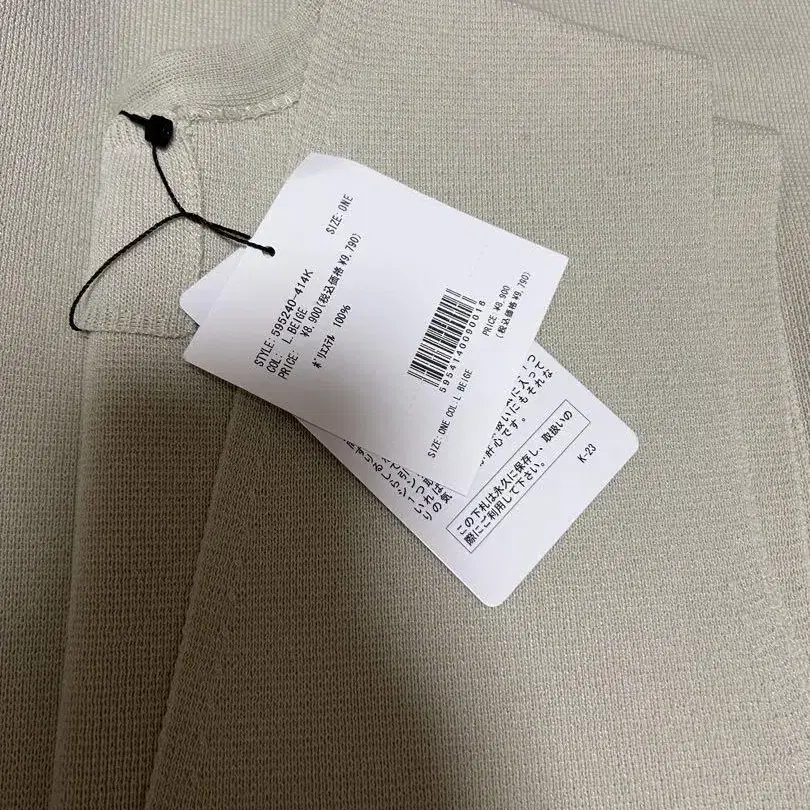 SIZE: ONE
STYLE: 595240-414K
COL: L.BEIGE
PRICE: ¥8,900(税込価格¥9,790)
ﾎﾟﾘｴｽﾃﾙ 100%
5954140090016
SIZE: ONE COL: L BEIGE
PRICE ¥8,900
(税込価格¥9,790)
この下札は永久に保存し、取扱いの
際にご利用して下さい。
K-23